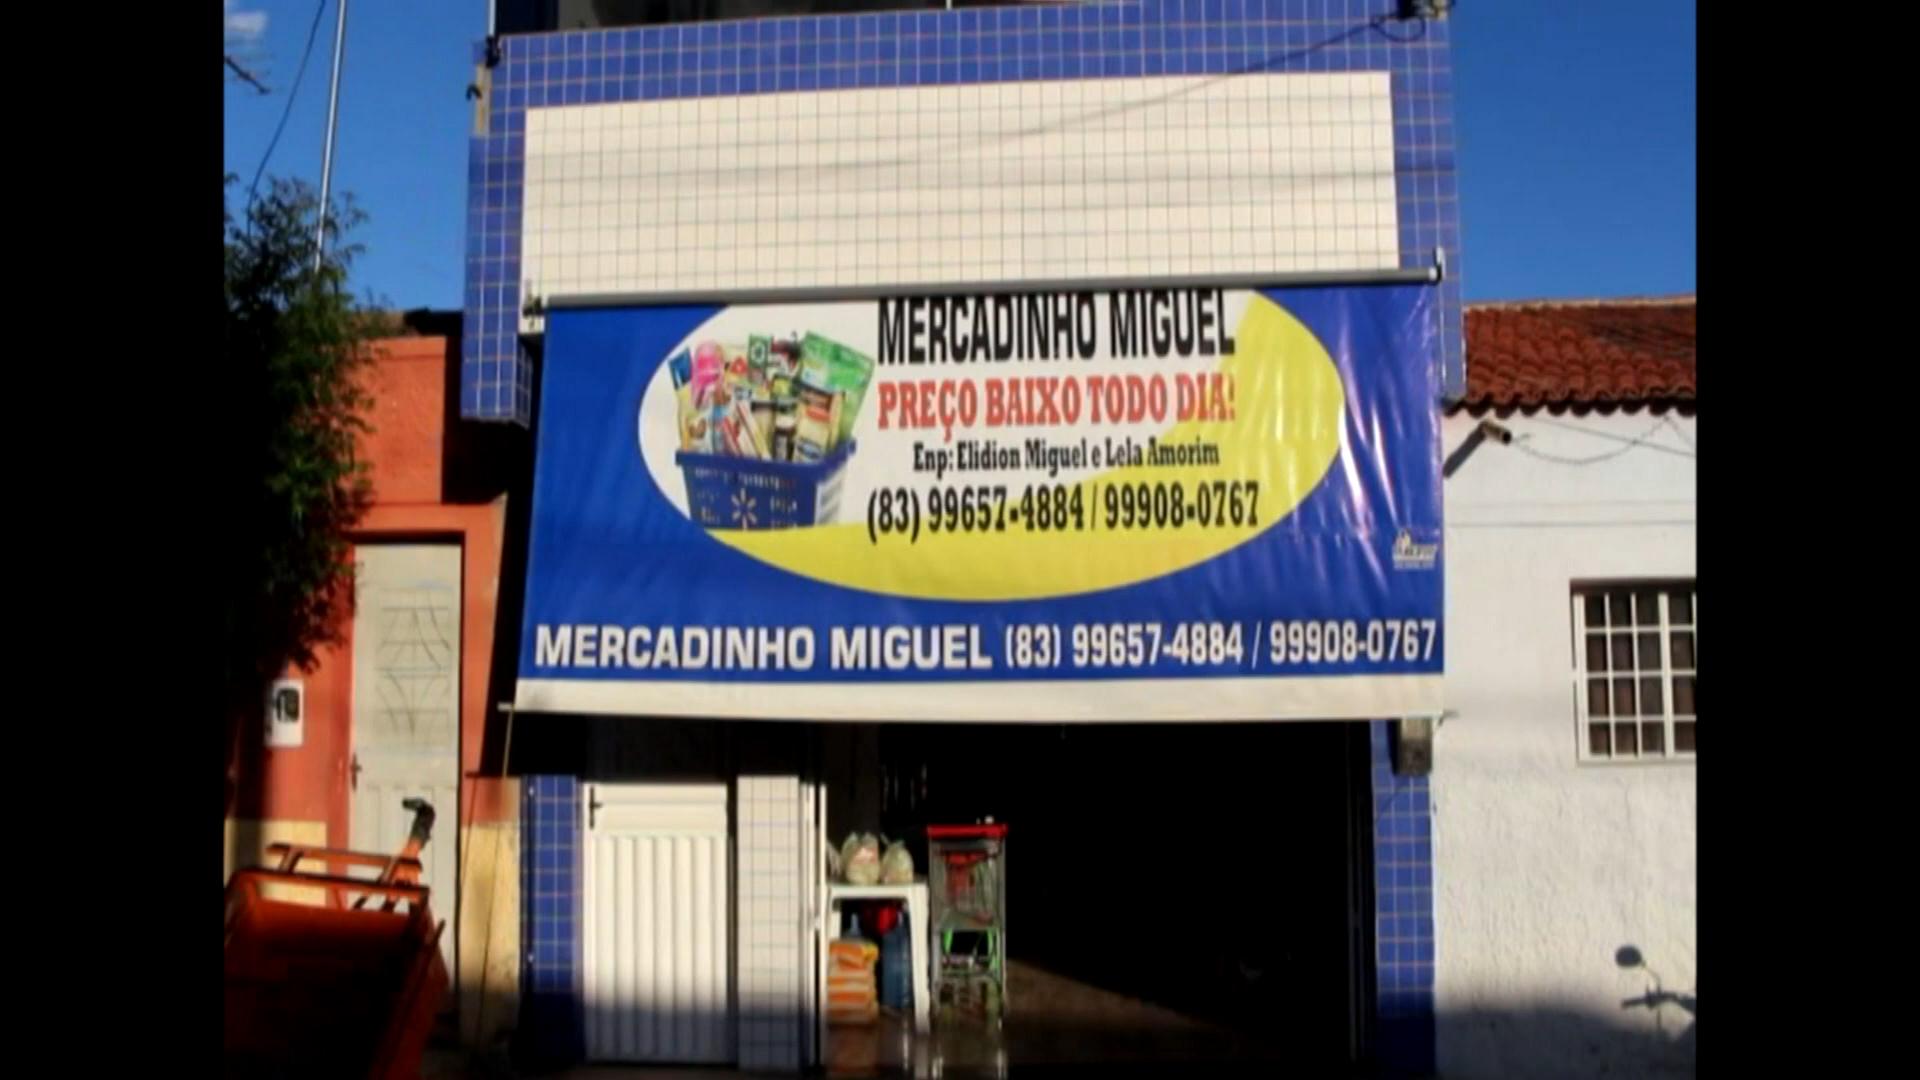 MERCADINHO MIGUEL
PREÇO BAIXO TODO DIA!
Enp: Elidion Miguel e Lela Amorim
(83) 99657-4884 / 99908-0767
MERCADINHO MIGUEL (83) 99657-4884 / 99908-0767